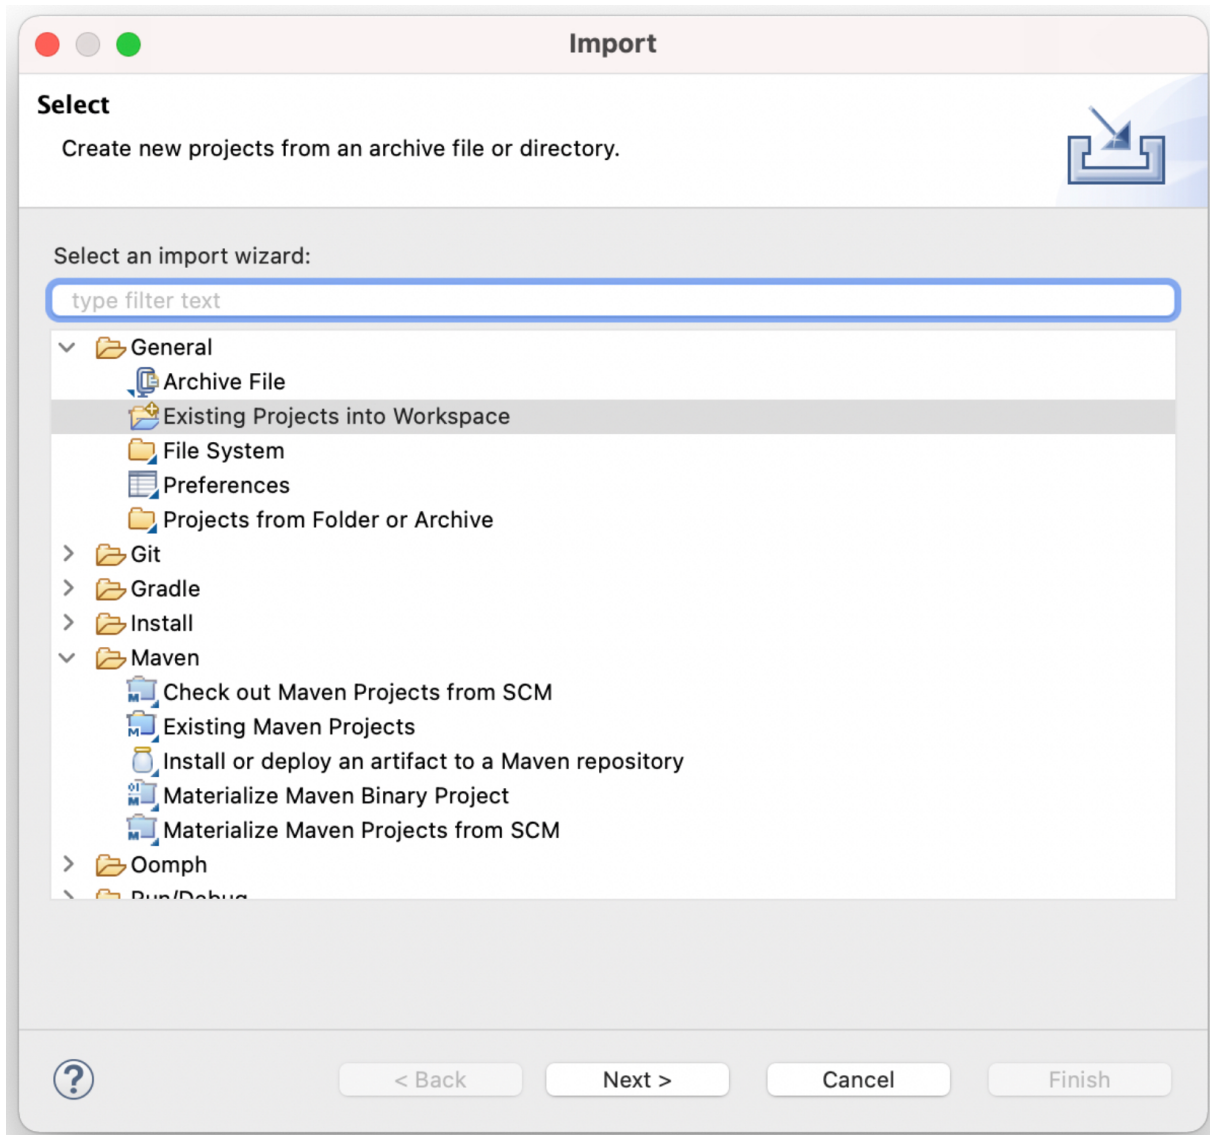 Import
Select
Create new projects from an archive file or directory.
Select an import wizard:
type filter text
General
Archive File
Existing Projects into Workspace
File System
Preferences
Projects from Folder or Archive
Git
Gradle
Install
Maven
Check out Maven Projects from SCM
Existing Maven Projects
Install or deploy an artifact to a Maven repository
Materialize Maven Binary Project
Materialize Maven Projects from SCM
Oomph
Run/Debug
?
< Back
Next >
Cancel
Finish